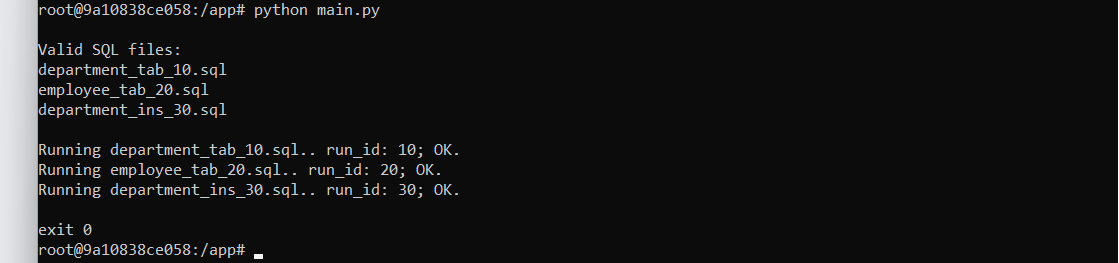 root@9a10838ce058:/app# python main.py
Valid SQL files:
department_tab_10.sql
employee_tab_20.sql
department_ins_30.sql
Running department_tab_10.sql.. run_id: 10; OK.
Running employee_tab_20.sql.. run_id: 20; OK.
Running department_ins_30.sql.. run_id: 30; OK.
exit 0
root@9a10838ce058:/app#